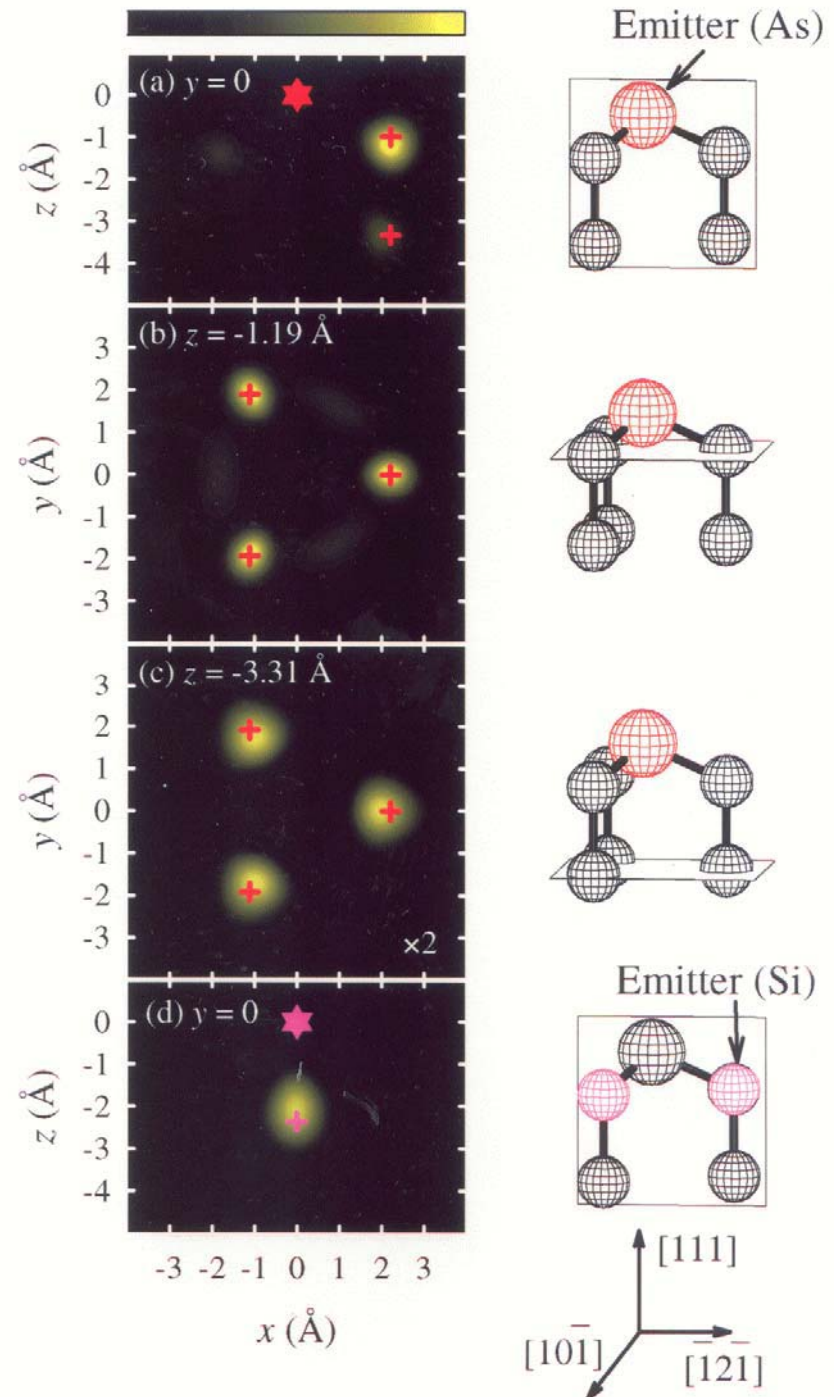 (a) y = 0
0
-1
-2
-3
-4
z (Å)
Emitter (As)
(b) z = -1.19 Å
3
2
1
0
-1
-2
-3
y (Å)
(c) z = -3.31 Å
3
2
1
0
-1
-2
-3
y (Å)
×2
(d) y = 0
0
-1
-2
-3
-4
z (Å)
Emitter (Si)
-3 -2 -1 0 1 2 3
x (Å)
[111]
[101̅]
[1̅21̅]